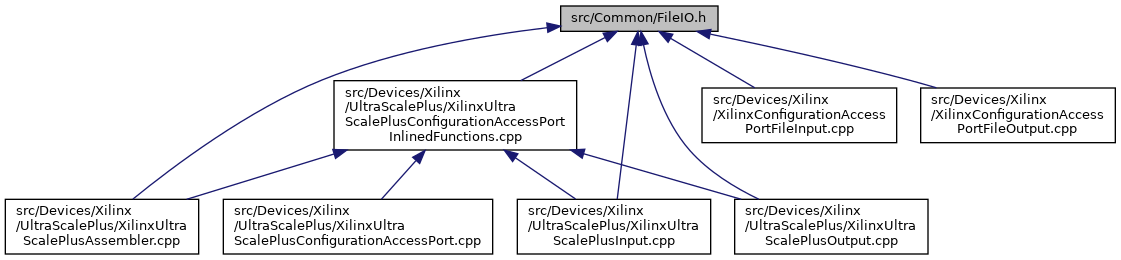 src/Common/FileIO.h
src/Devices/Xilinx
/UltraScalePlus/XilinxUltra
ScalePlusConfigurationAccessPort
InlinedFunctions.cpp
src/Devices/Xilinx
/XilinxConfigurationAccess
PortFileInput.cpp
src/Devices/Xilinx
/XilinxConfigurationAccess
PortFileOutput.cpp
src/Devices/Xilinx
/UltraScalePlus/XilinxUltra
ScalePlusAssembler.cpp
src/Devices/Xilinx
/UltraScalePlus/XilinxUltra
ScalePlusConfigurationAccessPort.cpp
src/Devices/Xilinx
/UltraScalePlus/XilinxUltra
ScalePlusInput.cpp
src/Devices/Xilinx
/UltraScalePlus/XilinxUltra
ScalePlusOutput.cpp